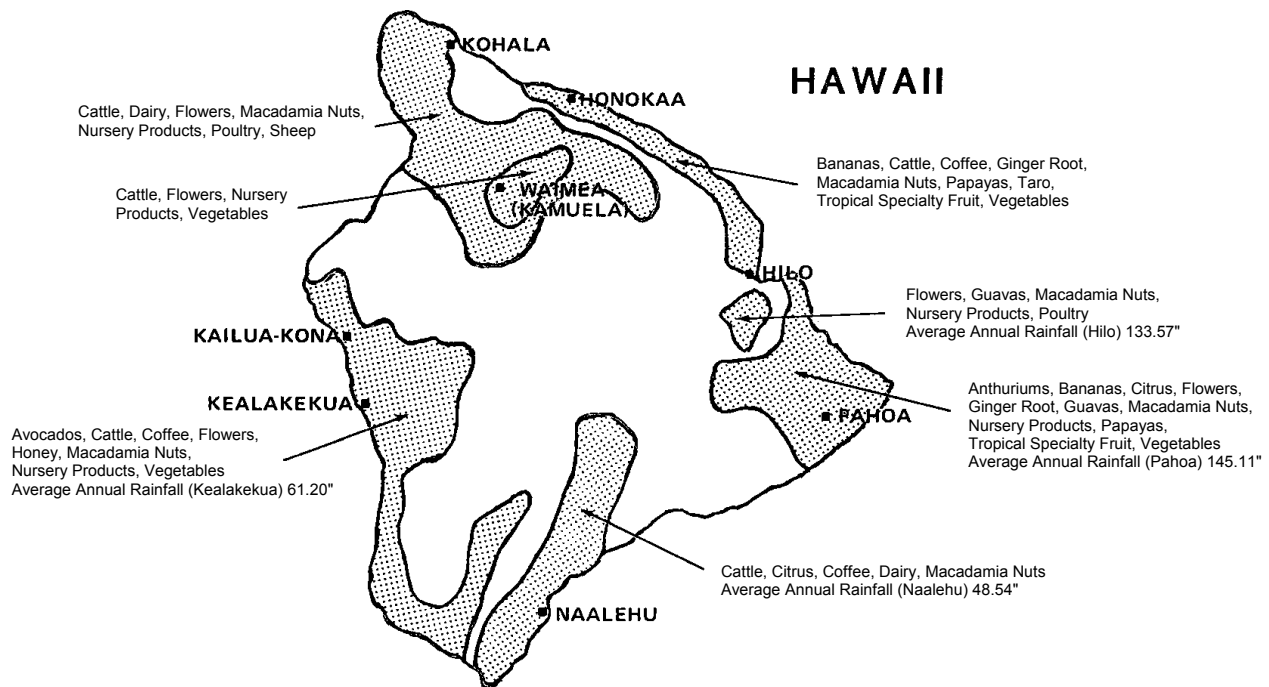 KOHALA
HAWAII
HONOKAA
Cattle, Dairy, Flowers, Macadamia Nuts,
Nursery Products, Poultry, Sheep
Bananas, Cattle, Coffee, Ginger Root,
Macadamia Nuts, Papayas, Taro,
Tropical Specialty Fruit, Vegetables
Cattle, Flowers, Nursery
Products, Vegetables
WAIMEA
(KAMUELA)
HILO
Flowers, Guavas, Macadamia Nuts,
Nursery Products, Poultry
Average Annual Rainfall (Hilo) 133.57"
KAILUA-KONA
KEALAKEKUA
Anthuriums, Bananas, Citrus, Flowers,
Ginger Root, Guavas, Macadamia Nuts,
Nursery Products, Papayas,
Tropical Specialty Fruit, Vegetables
Average Annual Rainfall (Pahoa) 145.11"
PAHOA
Avocados, Cattle, Coffee, Flowers,
Honey, Macadamia Nuts,
Nursery Products, Vegetables
Average Annual Rainfall (Kealakekua) 61.20"
Cattle, Citrus, Coffee, Dairy, Macadamia Nuts
Average Annual Rainfall (Naalehu) 48.54"
NAALEHU